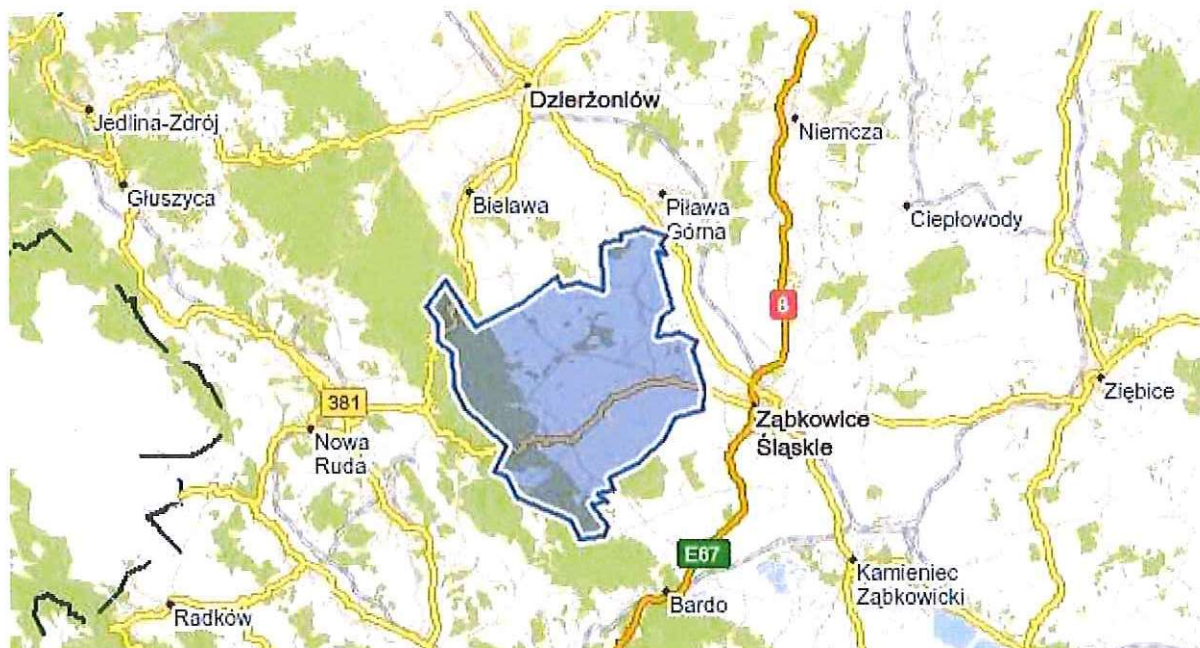 Dzierżoniów
Jedlina-Zdrój
Niemcza
Głuszyca
Bielawa
Piława
Górna
Ciepłowody
8
381
Nowa
Ruda
Ząbkowice
Śląskie
Ziębice
E67
Kamieniec
Ząbkowicki
Bardo
Radków